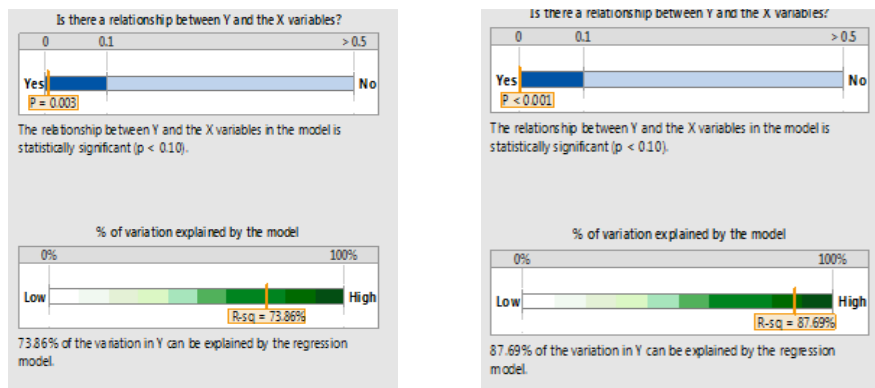 Is there a relationship between Y and the X variables?
0 0.1 > 0.5
Yes No
P = 0.003
The relationship between Y and the X variables in the model is
statistically significant (p < 0.10).
% of variation explained by the model
0% 100%
Low High
R-sq = 73.86%
73.86% of the variation in Y can be explained by the regression
model.
Is there a relationship between Y and the X variables?
0 0.1 > 0.5
Yes No
P < 0.001
The relationship between Y and the X variables in the model is
statistically significant (p < 0.10).
% of variation explained by the model
0% 100%
Low High
R-sq = 87.69%
87.69% of the variation in Y can be explained by the regression
model.